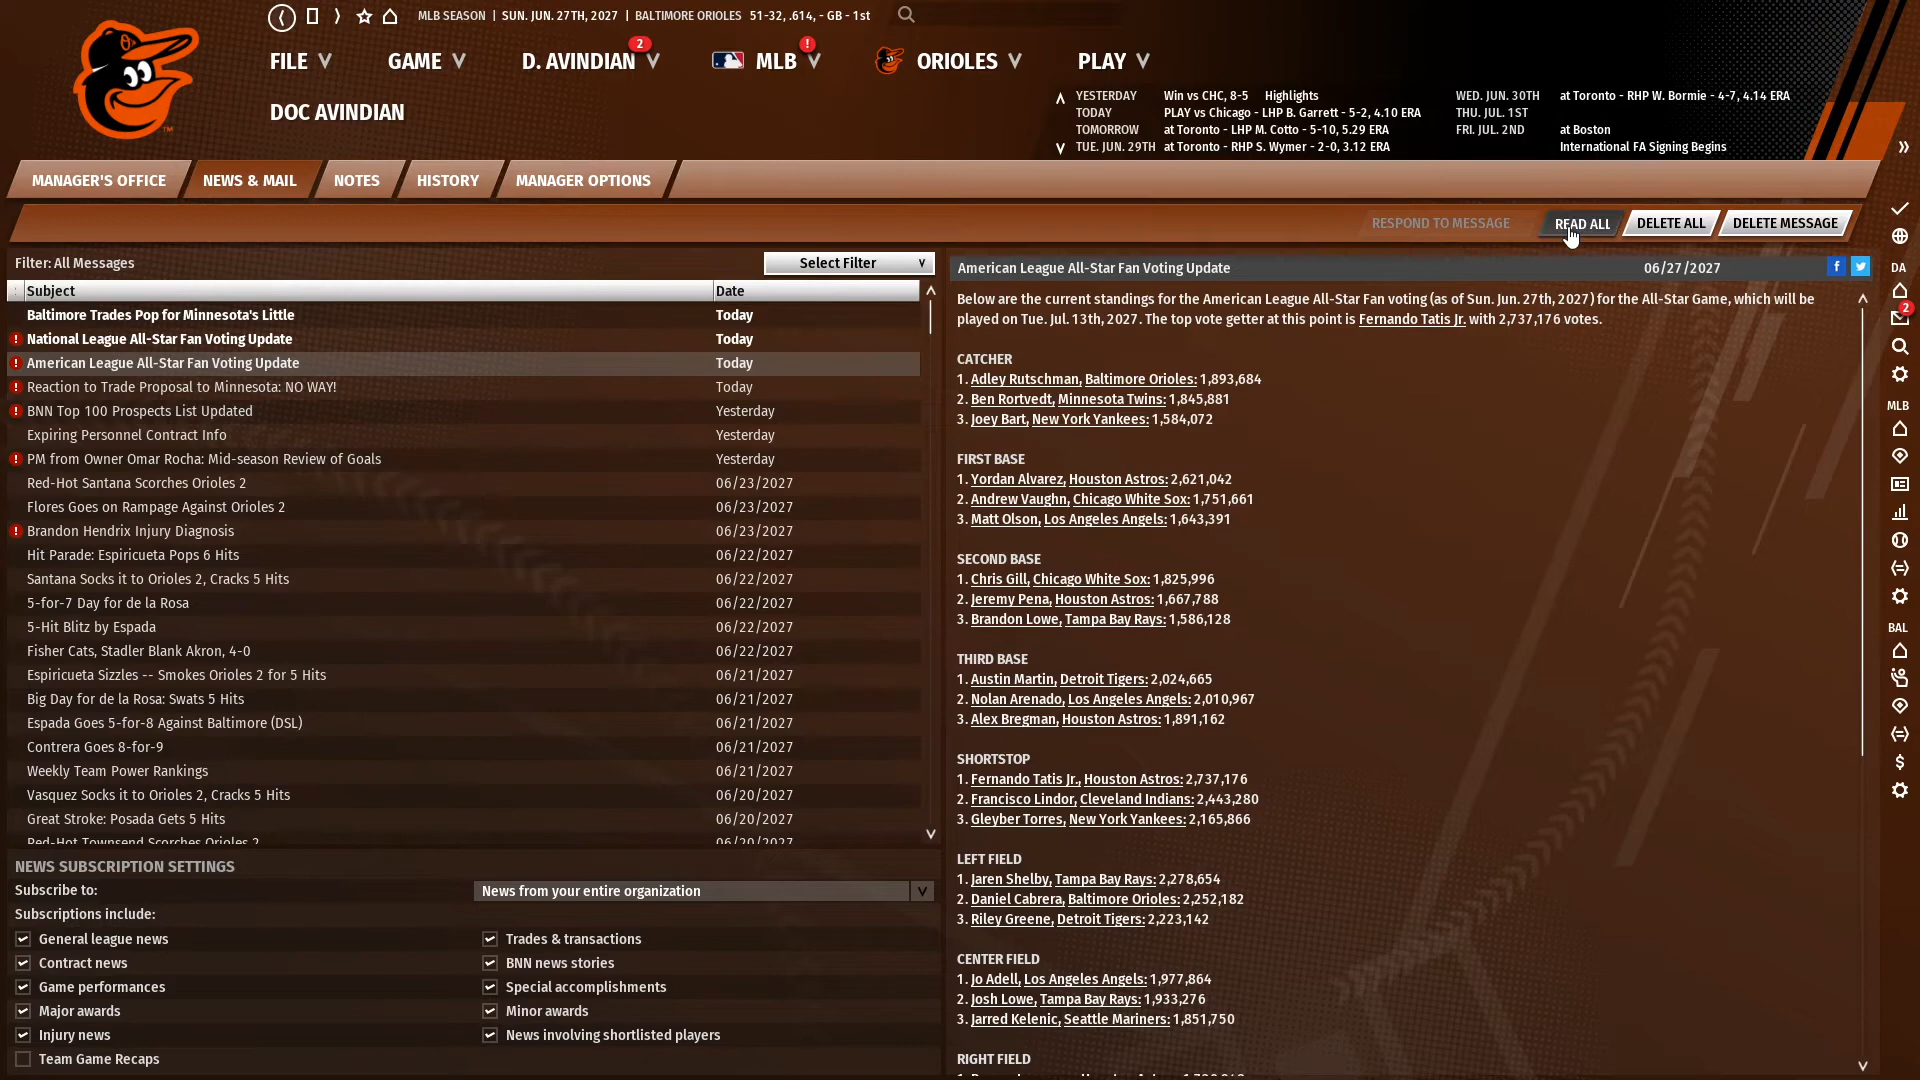 MLB SEASON | SUN. JUN. 27TH, 2027 | BALTIMORE ORIOLES 51-32, .614, - GB - 1st
FILE GAME D. AVINDIAN 2 MLB ! ORIOLES PLAY
DOC AVINDIAN
YESTERDAY Win vs CHC, 8-5 Highlights
TODAY PLAY vs Chicago - LHP B. Garrett - 5-2, 4.10 ERA
TOMORROW at Toronto - LHP M. Cotto - 5-10, 5.29 ERA
TUE. JUN. 29TH at Toronto - RHP S. Wymer - 2-0, 3.12 ERA
WED. JUN. 30TH at Toronto - RHP W. Bormie - 4-7, 4.14 ERA
THU. JUL. 1ST
FRI. JUL. 2ND at Boston
International FA Signing Begins
MANAGER'S OFFICE NEWS & MAIL NOTES HISTORY MANAGER OPTIONS
RESPOND TO MESSAGE READ ALL DELETE ALL DELETE MESSAGE
Filter: All Messages Select Filter
Subject Date
Baltimore Trades Pop for Minnesota's Little Today
! National League All-Star Fan Voting Update Today
! American League All-Star Fan Voting Update Today
! Reaction to Trade Proposal to Minnesota: NO WAY! Today
! BNN Top 100 Prospects List Updated Yesterday
Expiring Personnel Contract Info Yesterday
! PM from Owner Omar Rocha: Mid-season Review of Goals Yesterday
Red-Hot Santana Scorches Orioles 2 06/23/2027
Flores Goes on Rampage Against Orioles 2 06/23/2027
! Brandon Hendrix Injury Diagnosis 06/23/2027
Hit Parade: Espiricueta Pops 6 Hits 06/22/2027
Santana Socks it to Orioles 2, Cracks 5 Hits 06/22/2027
5-for-7 Day for de la Rosa 06/22/2027
5-Hit Blitz by Espada 06/22/2027
Fisher Cats, Stadler Blank Akron, 4-0 06/22/2027
Espiricueta Sizzles -- Smokes Orioles 2 for 5 Hits 06/21/2027
Big Day for de la Rosa: Swats 5 Hits 06/21/2027
Espada Goes 5-for-8 Against Baltimore (DSL) 06/21/2027
Contrera Goes 8-for-9 06/21/2027
Weekly Team Power Rankings 06/21/2027
Vasquez Socks it to Orioles 2, Cracks 5 Hits 06/20/2027
Great Stroke: Posada Gets 5 Hits 06/20/2027
Red-Hot Townsend Scorches Orioles 2 06/20/2027
NEWS SUBSCRIPTION SETTINGS
Subscribe to: News from your entire organization
Subscriptions include:
General league news Trades & transactions
Contract news BNN news stories
Game performances Special accomplishments
Major awards Minor awards
Injury news News involving shortlisted players
Team Game Recaps
American League All-Star Fan Voting Update 06/27/2027
Below are the current standings for the American League All-Star Fan voting (as of Sun. Jun. 27th, 2027) for the All-Star Game, which will be
played on Tue. Jul. 13th, 2027. The top vote getter at this point is Fernando Tatis Jr. with 2,737,176 votes.
CATCHER
1. Adley Rutschman, Baltimore Orioles: 1,893,684
2. Ben Rortvedt, Minnesota Twins: 1,845,881
3. Joey Bart, New York Yankees: 1,584,072
FIRST BASE
1. Yordan Alvarez, Houston Astros: 2,621,042
2. Andrew Vaughn, Chicago White Sox: 1,751,661
3. Matt Olson, Los Angeles Angels: 1,643,391
SECOND BASE
1. Chris Gill, Chicago White Sox: 1,825,996
2. Jeremy Pena, Houston Astros: 1,667,788
3. Brandon Lowe, Tampa Bay Rays: 1,586,128
THIRD BASE
1. Austin Martin, Detroit Tigers: 2,024,665
2. Nolan Arenado, Los Angeles Angels: 2,010,967
3. Alex Bregman, Houston Astros: 1,891,162
SHORTSTOP
1. Fernando Tatis Jr., Houston Astros: 2,737,176
2. Francisco Lindor, Cleveland Indians: 2,443,280
3. Gleyber Torres, New York Yankees: 2,165,866
LEFT FIELD
1. Jaren Shelby, Tampa Bay Rays: 2,278,654
2. Daniel Cabrera, Baltimore Orioles: 2,252,182
3. Riley Greene, Detroit Tigers: 2,223,142
CENTER FIELD
1. Jo Adell, Los Angeles Angels: 1,977,864
2. Josh Lowe, Tampa Bay Rays: 1,933,276
3. Jarred Kelenic, Seattle Mariners: 1,851,750
RIGHT FIELD
DA
2
MLB
BAL